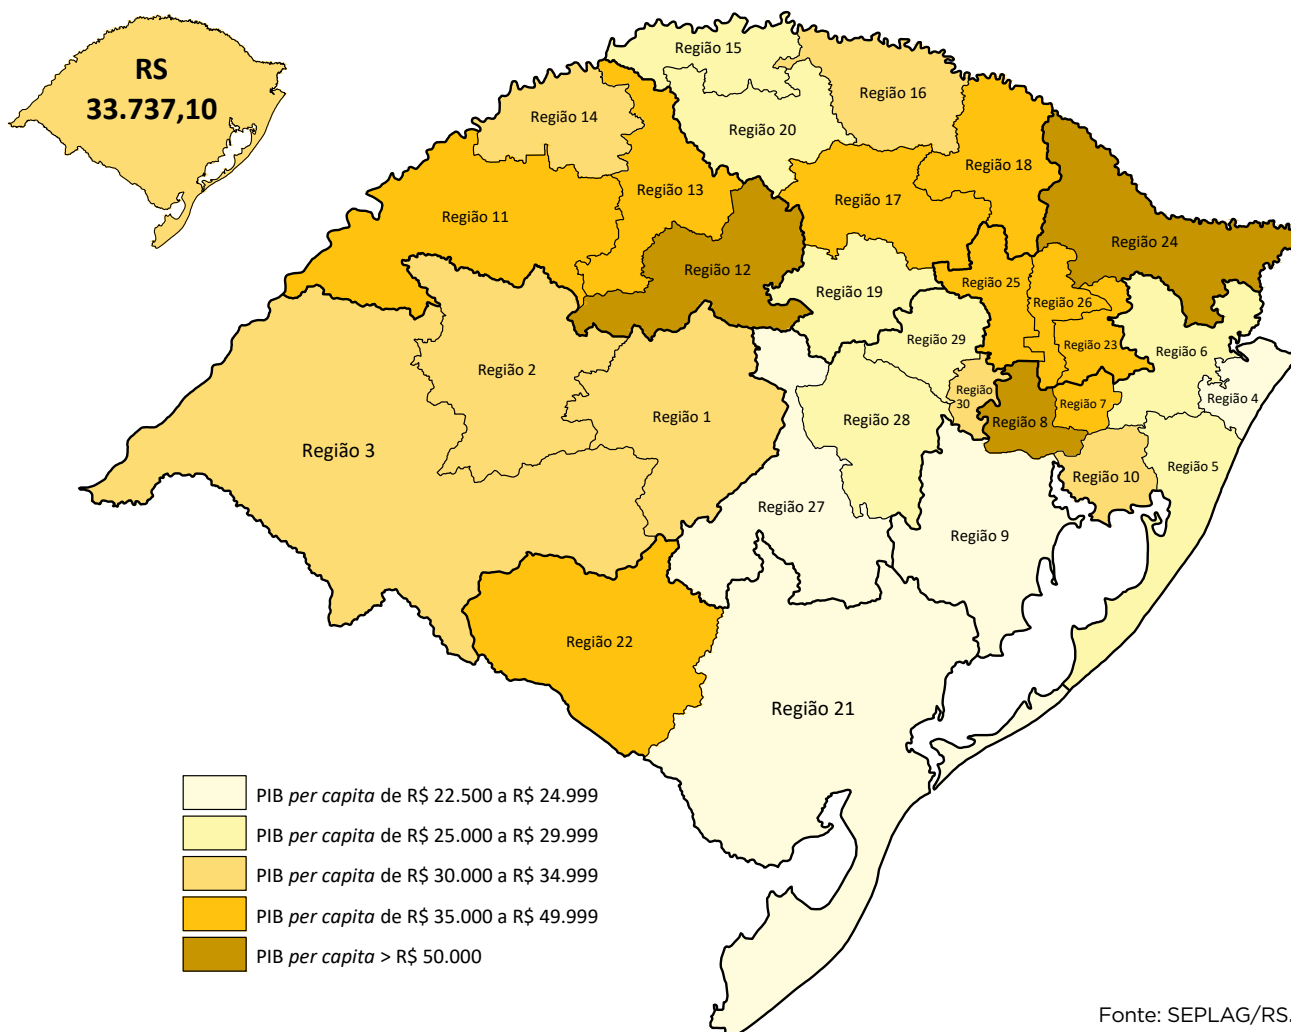 RS
33.737,10
Região 15
Região 16
Região 14
Região 20
Região 18
Região 13
Região 17
Região 11
Região 24
Região 12
Região 25
Região 19
Região 26
Região 29
Região 23
Região 6
Região 2
Região
30
Região 4
Região 7
Região 1
Região 28
Região 8
Região 3
Região 5
Região 10
Região 27
Região 9
Região 22
Região 21
PIB per capita de R$ 22.500 a R$ 24.999
PIB per capita de R$ 25.000 a R$ 29.999
PIB per capita de R$ 30.000 a R$ 34.999
PIB per capita de R$ 35.000 a R$ 49.999
PIB per capita > R$ 50.000
Fonte: SEPLAG/RS.